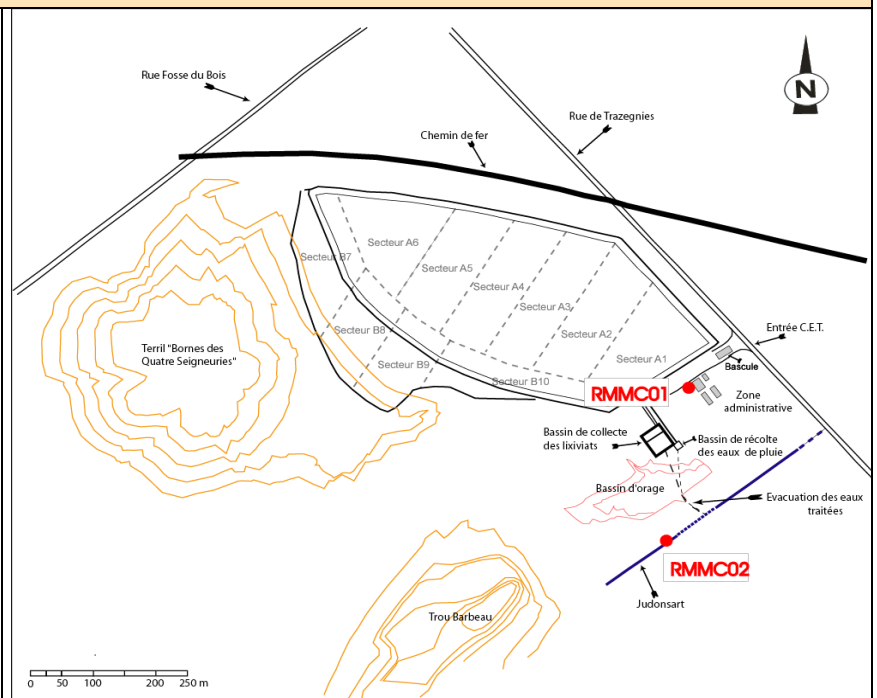 Rue Fosse du Bois
Rue de Trazegnies
N
Chemin de fer
Secteur A6
Secteur B7
Secteur A5
Secteur A4
Secteur A3
Secteur A2
Secteur A1
Secteur B8
Secteur B9
Secteur B10
Terril "Bornes des
Quatre Seigneuries"
Entrée C.E.T.
Bascule
RMMC01
Zone
administrative
Bassin de collecte
des lixiviats
Bassin de récolte
des eaux de pluie
Bassin d'orage
Evacuation des eaux
traitées
RMMC02
Judonsart
Trou Barbeau
0 50 100 200 250 m